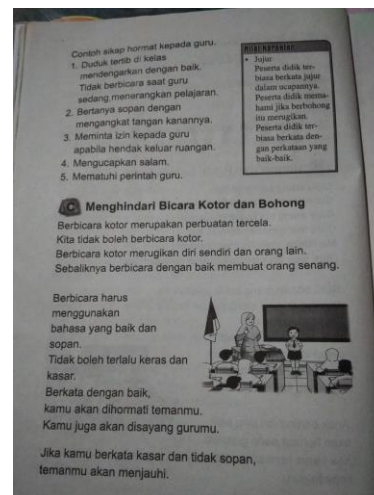 Contoh sikap hormat kepada guru.
1. Duduk tertib di kelas
mendengarkan dengan baik.
Tidak berbicara saat guru
sedang menerangkan pelajaran.
2. Bertanya sopan dengan
mengangkat tangan kanannya.
3. Meminta izin kepada guru
apabila hendak keluar ruangan.
4. Mengucapkan salam.
5. Mematuhi perintah guru.
• Jujur
Peserta didik ter-
biasa berkata jujur
dalam ucapannya.
Peserta didik mema-
hami jika berbohong
itu merugikan.
Peserta didik ter-
biasa berkata den-
gan perkataan yang
baik-baik.
C Menghindari Bicara Kotor dan Bohong
Berbicara kotor merupakan perbuatan tercela.
Kita tidak boleh berbicara kotor.
Berbicara kotor merugikan diri sendiri dan orang lain.
Sebaliknya berbicara dengan baik membuat orang senang.
Berbicara harus
menggunakan
bahasa yang baik dan
sopan.
Tidak boleh terlalu keras dan
kasar.
Berkata dengan baik,
kamu akan dihormati temanmu.
Kamu juga akan disayang gurumu.
Jika kamu berkata kasar dan tidak sopan,
temanmu akan menjauhi.